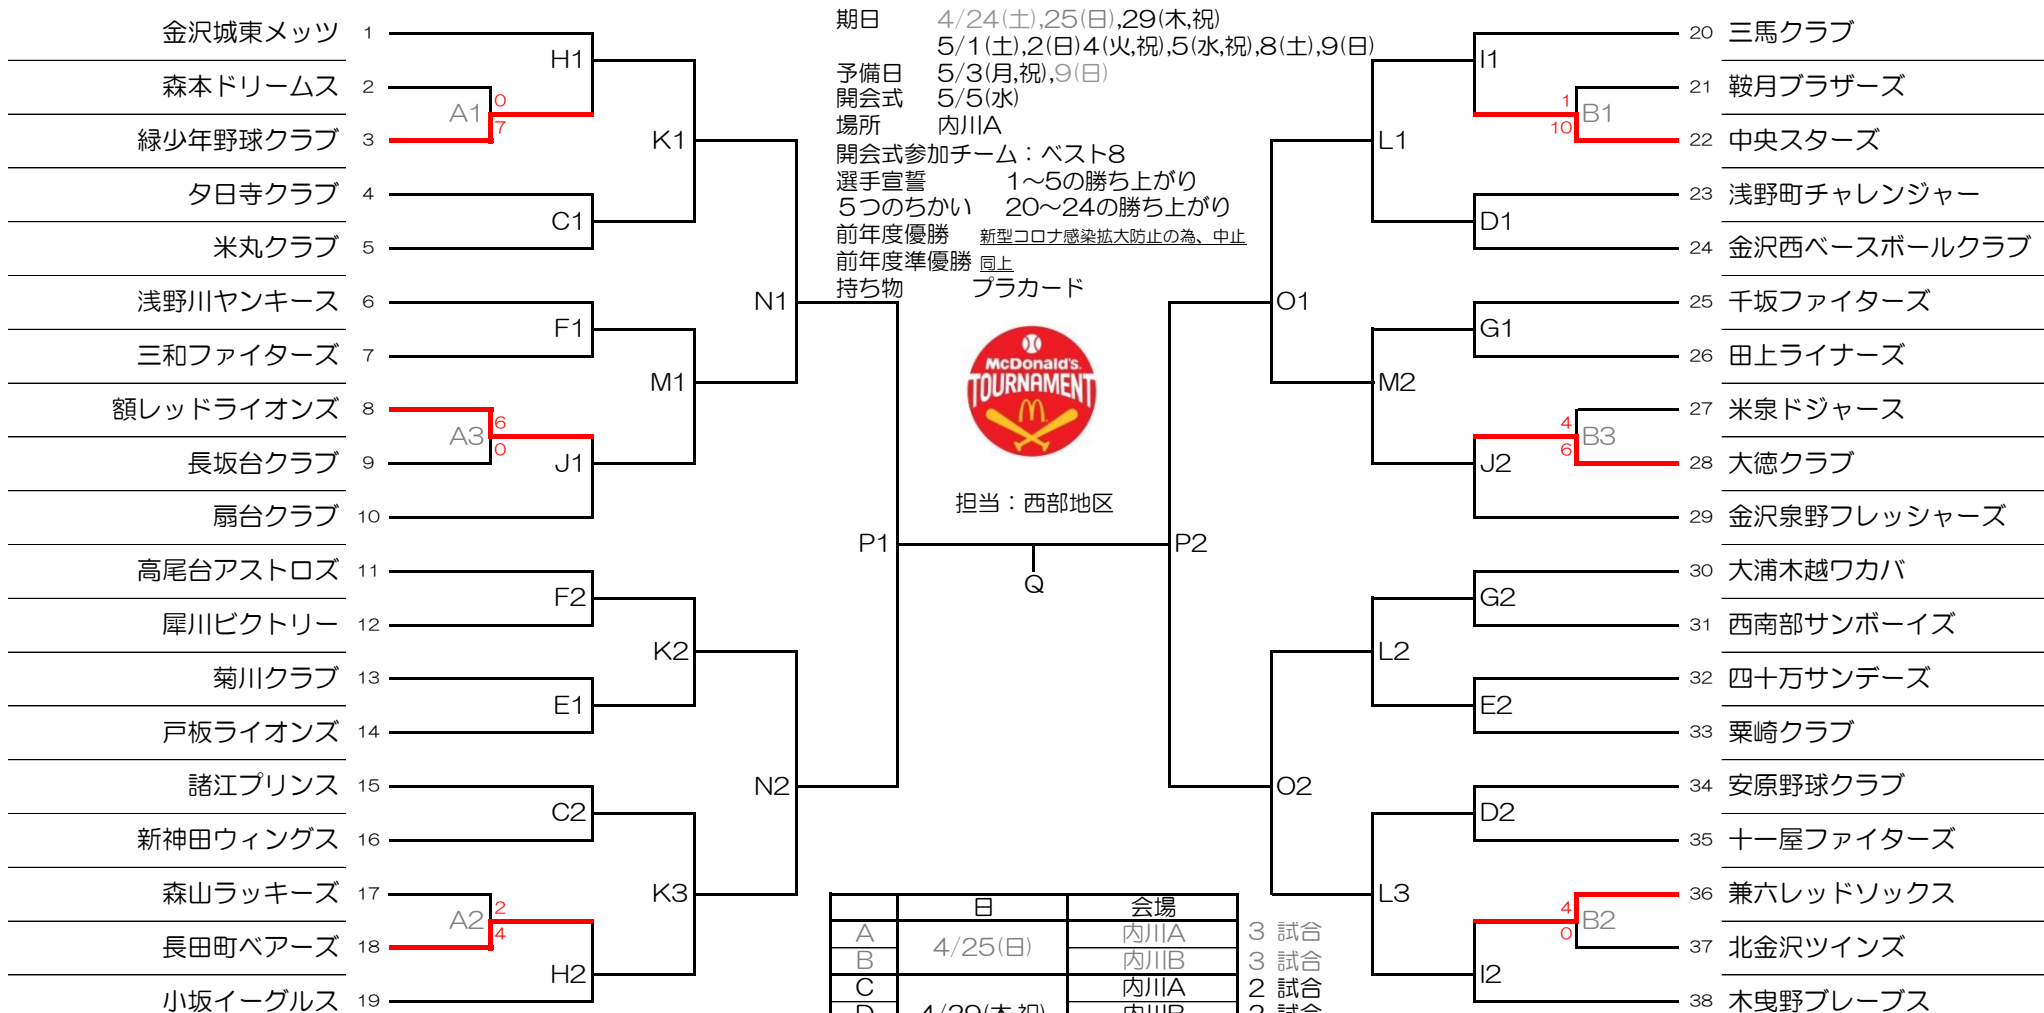 期日 4/24(土),25(日),29(木,祝)
5/1(土),2(日)4(火,祝),5(水,祝),8(土),9(日)
予備日 5/3(月,祝),9(日)
開会式 5/5(水)
場所 内川A
開会式参加チーム：ベスト8
選手宣誓 1～5の勝ち上がり
5つのちかい 20～24の勝ち上がり
前年度優勝 新型コロナ感染拡大防止の為、中止
前年度準優勝 同上
持ち物 プラカード
McDonald's
TOURNAMENT
担当：西部地区
金沢城東メッツ 1
H1
森本ドリームス 2
A1
0
7
緑少年野球クラブ 3
K1
夕日寺クラブ 4
C1
米丸クラブ 5
N1
浅野川ヤンキース 6
F1
三和ファイターズ 7
M1
額レッドライオンズ 8
A3
6
0
長坂台クラブ 9
J1
扇台クラブ 10
P1
高尾台アストロズ 11
F2
犀川ビクトリー 12
K2
菊川クラブ 13
E1
戸板ライオンズ 14
N2
諸江プリンス 15
C2
新神田ウィングス 16
K3
森山ラッキーズ 17
A2
2
4
長田町ベアーズ 18
H2
小坂イーグルス 19
Q
20 三馬クラブ
I1
21 鞍月ブラザーズ
B1
1
10
22 中央スターズ
L1
23 浅野町チャレンジャー
D1
24 金沢西ベースボールクラブ
O1
25 千坂ファイターズ
G1
26 田上ライナーズ
M2
27 米泉ドジャース
B3
4
6
28 大徳クラブ
J2
29 金沢泉野フレッシャーズ
P2
30 大浦木越ワカバ
G2
31 西南部サンボーイズ
L2
32 四十万サンデーズ
E2
33 粟崎クラブ
O2
34 安原野球クラブ
D2
35 十一屋ファイターズ
L3
36 兼六レッドソックス
B2
4
0
37 北金沢ツインズ
I2
38 木曳野ブレーブス
日 会場
A 4/25(日) 内川A 3 試合
B 内川B 3 試合
C 内川A 2 試合
D 4/29(木,祝) 内川B 2 試合